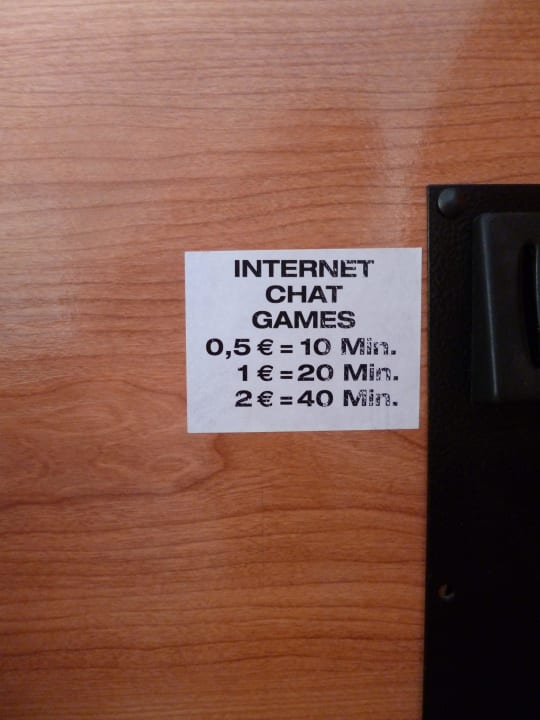 INTERNET
CHAT
GAMES
0,5 € = 10 Min.
1 € = 20 Min.
2 € = 40 Min.